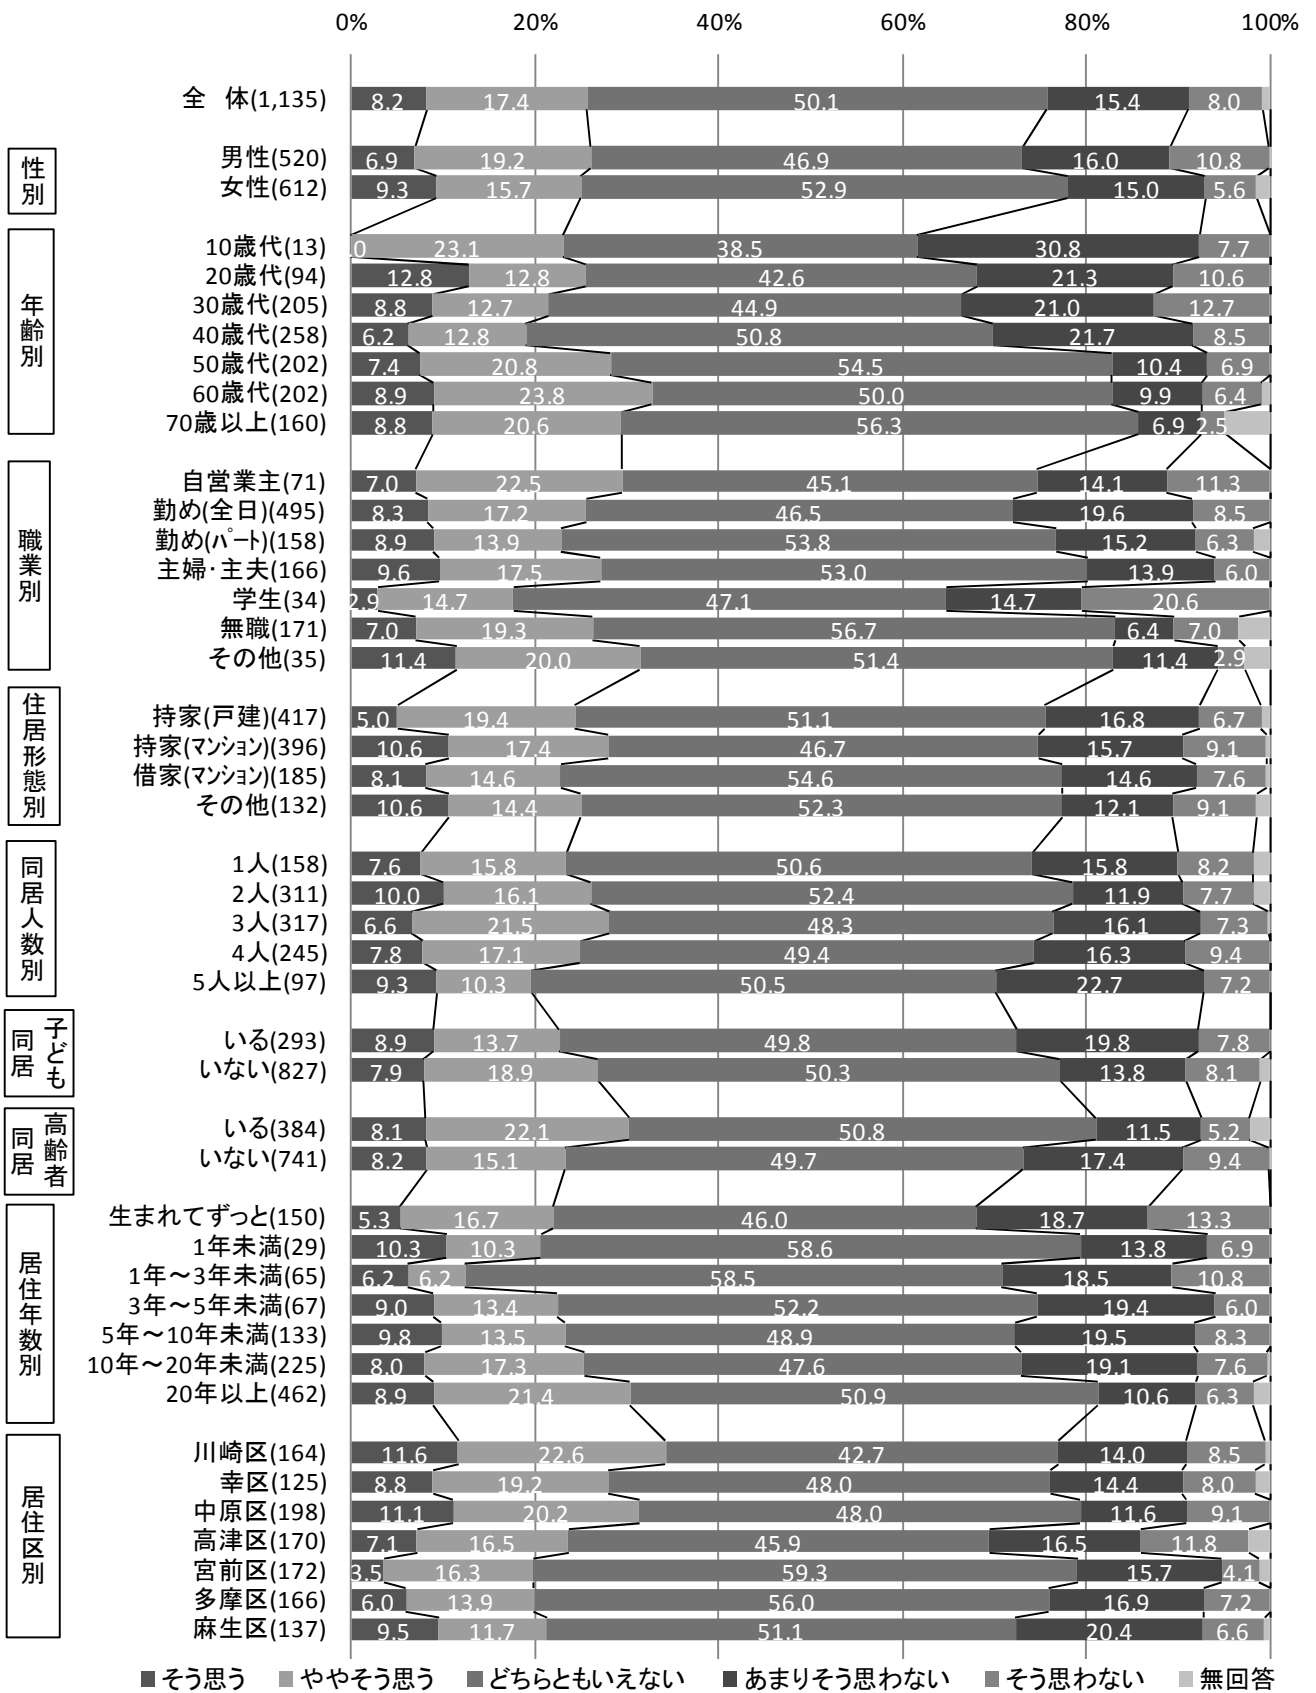 0% 20% 40% 60% 80% 100%
全 体(1,135) 8.2 17.4 50.1 15.4 8.0
性別
男性(520) 6.9 19.2 46.9 16.0 10.8
女性(612) 9.3 15.7 52.9 15.0 5.6
年齢別
10歳代(13) .0 23.1 38.5 30.8 7.7
20歳代(94) 12.8 12.8 42.6 21.3 10.6
30歳代(205) 8.8 12.7 44.9 21.0 12.7
40歳代(258) 6.2 12.8 50.8 21.7 8.5
50歳代(202) 7.4 20.8 54.5 10.4 6.9
60歳代(202) 8.9 23.8 50.0 9.9 6.4
70歳以上(160) 8.8 20.6 56.3 6.9 2.5
職業別
自営業主(71) 7.0 22.5 45.1 14.1 11.3
勤め(全日)(495) 8.3 17.2 46.5 19.6 8.5
勤め(ﾊﾟｰﾄ)(158) 8.9 13.9 53.8 15.2 6.3
主婦･主夫(166) 9.6 17.5 53.0 13.9 6.0
学生(34) 2.9 14.7 47.1 14.7 20.6
無職(171) 7.0 19.3 56.7 6.4 7.0
その他(35) 11.4 20.0 51.4 11.4 2.9
住居形態別
持家(戸建)(417) 5.0 19.4 51.1 16.8 6.7
持家(ﾏﾝｼｮﾝ)(396) 10.6 17.4 46.7 15.7 9.1
借家(ﾏﾝｼｮﾝ)(185) 8.1 14.6 54.6 14.6 7.6
その他(132) 10.6 14.4 52.3 12.1 9.1
同居人数別
1人(158) 7.6 15.8 50.6 15.8 8.2
2人(311) 10.0 16.1 52.4 11.9 7.7
3人(317) 6.6 21.5 48.3 16.1 7.3
4人(245) 7.8 17.1 49.4 16.3 9.4
5人以上(97) 9.3 10.3 50.5 22.7 7.2
子ども
同居
いる(293) 8.9 13.7 49.8 19.8 7.8
いない(827) 7.9 18.9 50.3 13.8 8.1
高齢者
同居
いる(384) 8.1 22.1 50.8 11.5 5.2
いない(741) 8.2 15.1 49.7 17.4 9.4
居住年数別
生まれてずっと(150) 5.3 16.7 46.0 18.7 13.3
1年未満(29) 10.3 10.3 58.6 13.8 6.9
1年～3年未満(65) 6.2 6.2 58.5 18.5 10.8
3年～5年未満(67) 9.0 13.4 52.2 19.4 6.0
5年～10年未満(133) 9.8 13.5 48.9 19.5 8.3
10年～20年未満(225) 8.0 17.3 47.6 19.1 7.6
20年以上(462) 8.9 21.4 50.9 10.6 6.3
居住区別
川崎区(164) 11.6 22.6 42.7 14.0 8.5
幸区(125) 8.8 19.2 48.0 14.4 8.0
中原区(198) 11.1 20.2 48.0 11.6 9.1
高津区(170) 7.1 16.5 45.9 16.5 11.8
宮前区(172) 3.5 16.3 59.3 15.7 4.1
多摩区(166) 6.0 13.9 56.0 16.9 7.2
麻生区(137) 9.5 11.7 51.1 20.4 6.6
そう思う ややそう思う どちらともいえない あまりそう思わない そう思わない 無回答